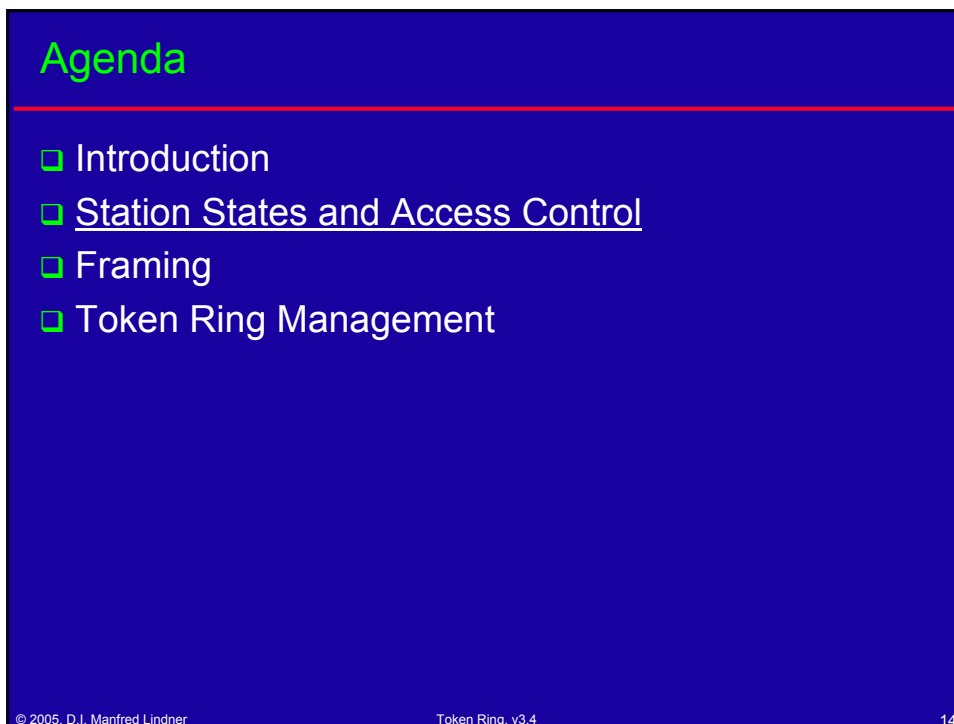 Agenda
Introduction
Station States and Access Control
Framing
Token Ring Management
© 2005, D.I. Manfred Lindner
Token Ring, v3.4
14